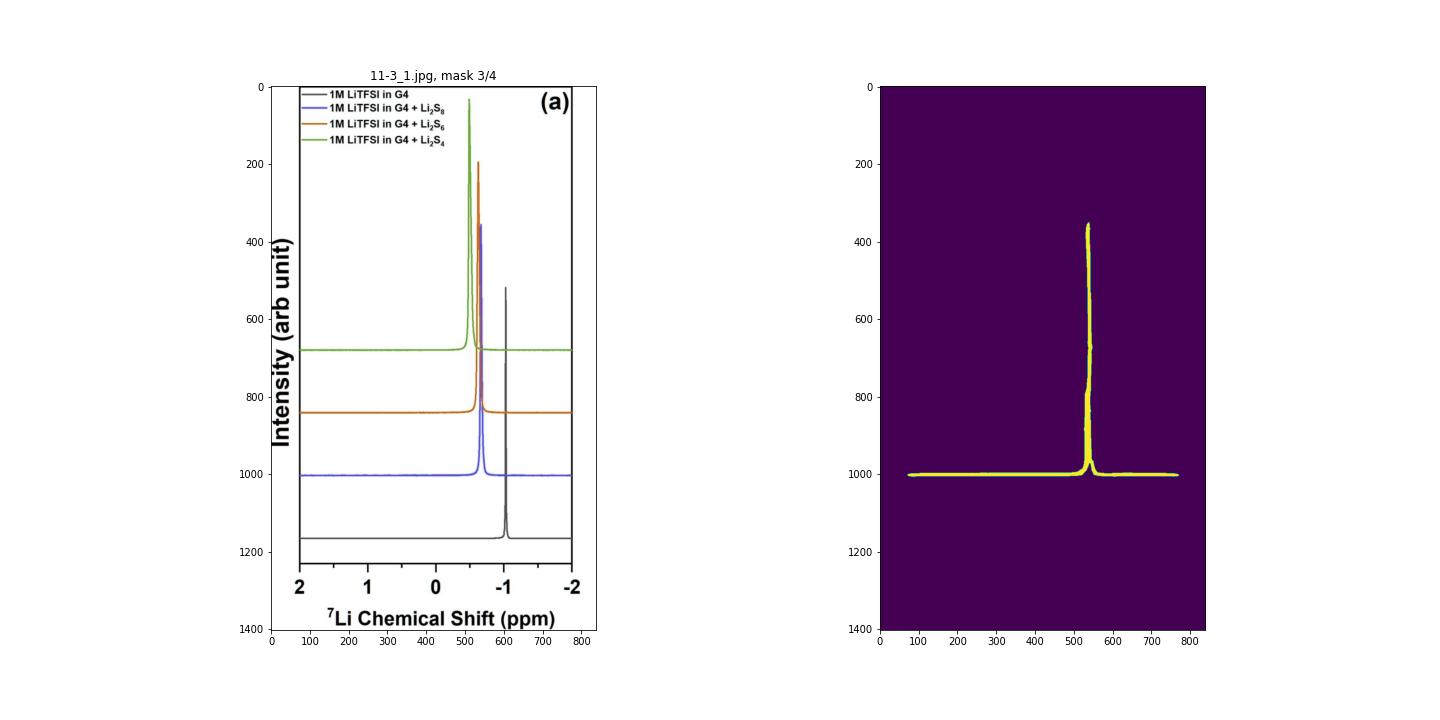 11-3_1.jpg, mask 3/4
1M LiTFSI in G4
1M LiTFSI in G4 + Li₂S₈
1M LiTFSI in G4 + Li₂S₆
1M LiTFSI in G4 + Li₂S₄
(a)
Intensity (arb unit)
2 1 0 -1 -2
⁷Li Chemical Shift (ppm)
0
200
400
600
800
1000
1200
1400
0 100 200 300 400 500 600 700 800
0
200
400
600
800
1000
1200
1400
0 100 200 300 400 500 600 700 800